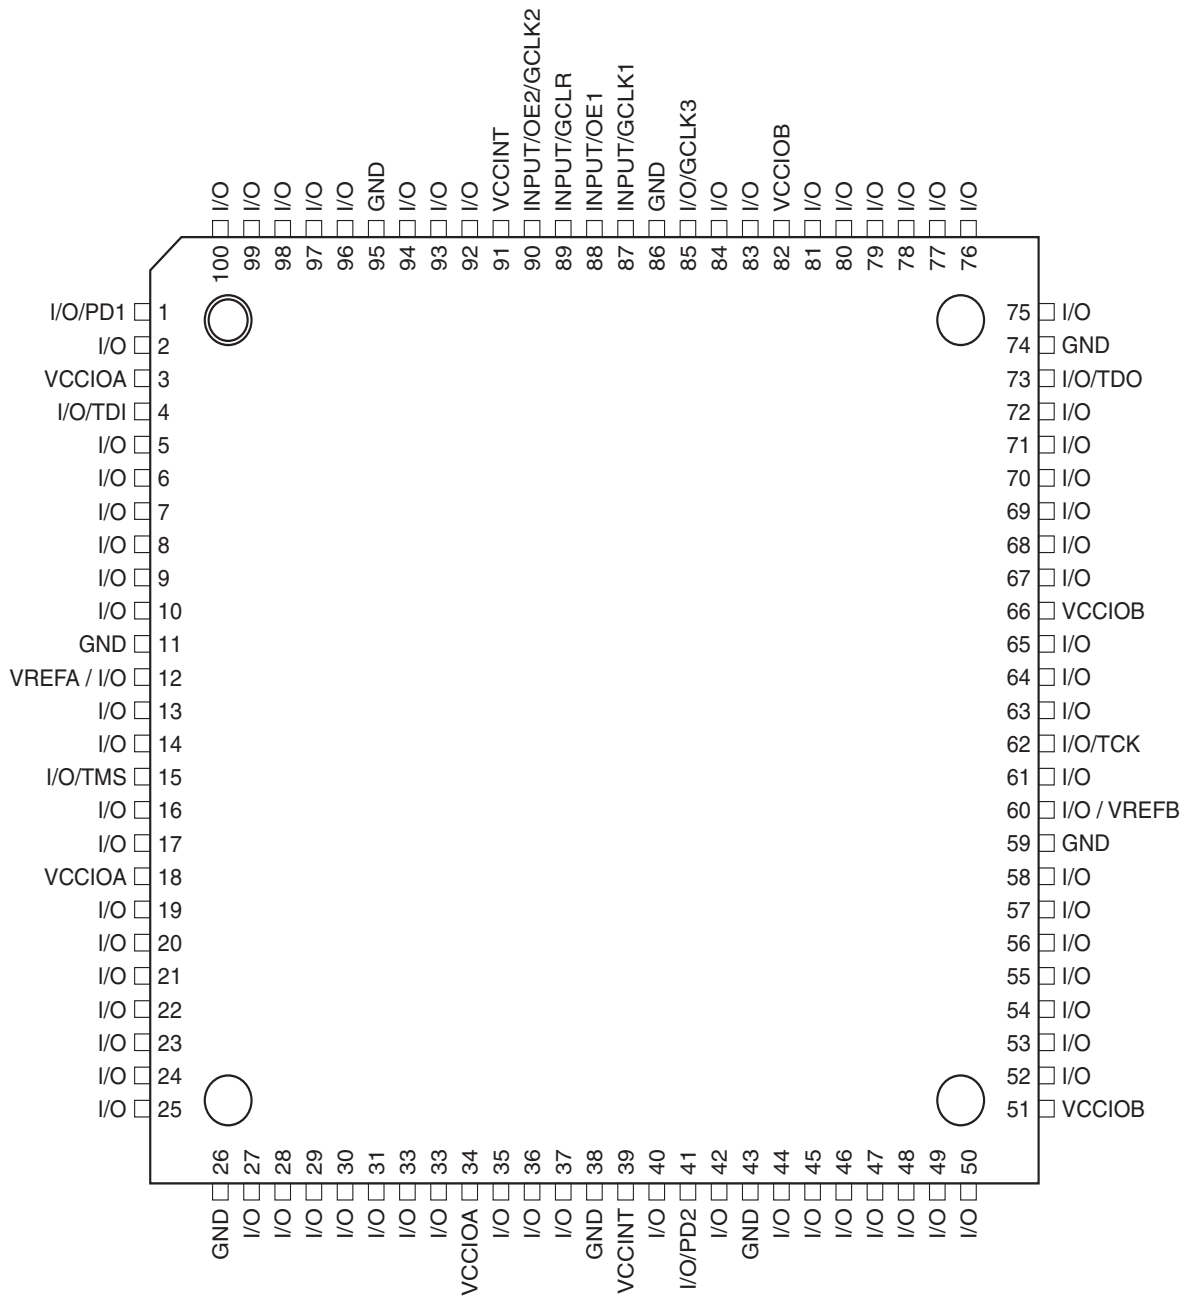 I/O
I/O
I/O
I/O
I/O
GND
I/O
I/O
I/O
VCCINT
INPUT/OE2/GCLK2
INPUT/GCLR
INPUT/OE1
INPUT/GCLK1
GND
I/O/GCLK3
I/O
I/O
VCCIOB
I/O
I/O
I/O
I/O
I/O
I/O
100
99
98
97
96
95
94
93
92
91
90
89
88
87
86
85
84
83
82
81
80
79
78
77
76
I/O/PD1 1
I/O 2
VCCIOA 3
I/O/TDI 4
I/O 5
I/O 6
I/O 7
I/O 8
I/O 9
I/O 10
GND 11
VREFA / I/O 12
I/O 13
I/O 14
I/O/TMS 15
I/O 16
I/O 17
VCCIOA 18
I/O 19
I/O 20
I/O 21
I/O 22
I/O 23
I/O 24
I/O 25
75 I/O
74 GND
73 I/O/TDO
72 I/O
71 I/O
70 I/O
69 I/O
68 I/O
67 I/O
66 VCCIOB
65 I/O
64 I/O
63 I/O
62 I/O/TCK
61 I/O
60 I/O / VREFB
59 GND
58 I/O
57 I/O
56 I/O
55 I/O
54 I/O
53 I/O
52 I/O
51 VCCIOB
26
27
28
29
30
31
33
33
34
35
36
37
38
39
40
41
42
43
44
45
46
47
48
49
50
GND
I/O
I/O
I/O
I/O
I/O
I/O
I/O
VCCIOA
I/O
I/O
I/O
GND
VCCINT
I/O
I/O/PD2
I/O
GND
I/O
I/O
I/O
I/O
I/O
I/O
I/O